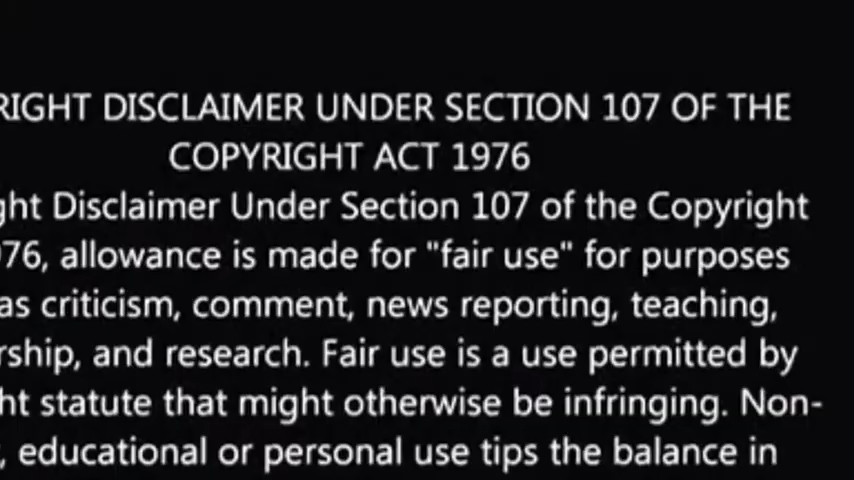 RIGHT DISCLAIMER UNDER SECTION 107 OF THE
COPYRIGHT ACT 1976
ght Disclaimer Under Section 107 of the Copyright
76, allowance is made for "fair use" for purposes
as criticism, comment, news reporting, teaching,
rship, and research. Fair use is a use permitted by
ht statute that might otherwise be infringing. Non-
, educational or personal use tips the balance in